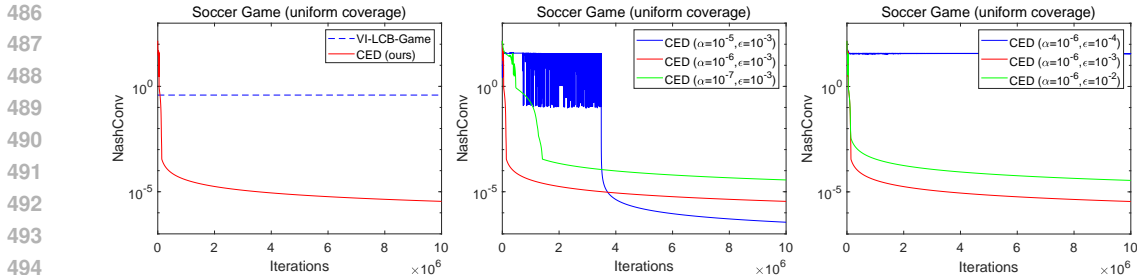 486
487
488
489
490
491
492
493
494
Soccer Game (uniform coverage)
VI-LCB-Game
CED (ours)
NashConv
10^0
10^-5
0 2 4 6 8 10
Iterations ×10^6
Soccer Game (uniform coverage)
CED (α=10^-5,ϵ=10^-3)
CED (α=10^-6,ϵ=10^-3)
CED (α=10^-7,ϵ=10^-3)
NashConv
10^0
10^-5
0 2 4 6 8 10
Iterations ×10^6
Soccer Game (uniform coverage)
CED (α=10^-6,ϵ=10^-4)
CED (α=10^-6,ϵ=10^-3)
CED (α=10^-6,ϵ=10^-2)
NashConv
10^0
10^-5
0 2 4 6 8 10
Iterations ×10^6